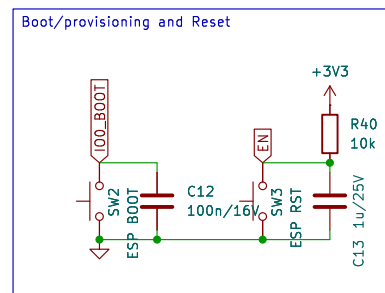 Boot/provisioning and Reset
+3V3
IO0_BOOT
EN
R40
10k
SW2
ESP BOOT
C12
100n/16V
SW3
ESP RST
C13 1u/25V